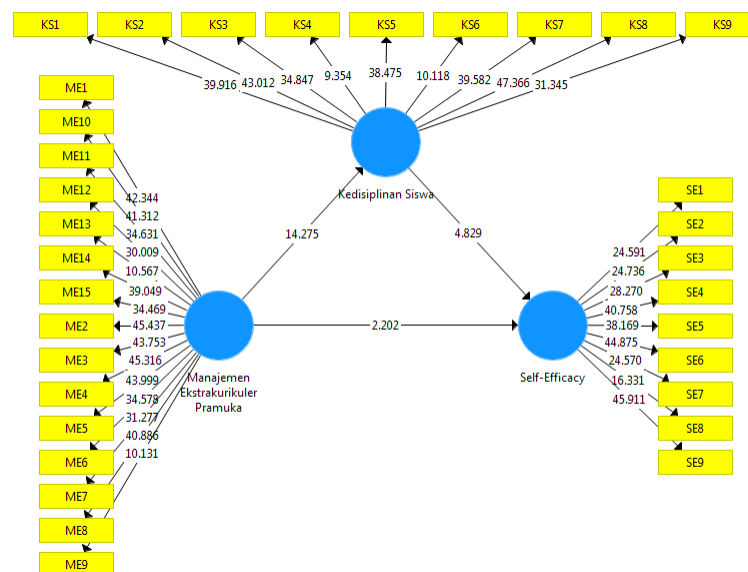 KS1 KS2 KS3 KS4 KS5 KS6 KS7 KS8 KS9
39.916 43.012 34.847 9.354 38.475 10.118 39.582 47.366 31.345
ME1
ME10
ME11
ME12
ME13
ME14
ME15
ME2
ME3
ME4
ME5
ME6
ME7
ME8
ME9
42.344
41.312
34.631
30.009
10.567
39.049
34.469
45.437
43.753
45.316
43.999
34.578
31.277
40.886
10.131
Kedisiplinan Siswa
14.275
4.829
2.202
Manajemen
Ekstrakurikuler
Pramuka
Self-Efficacy
24.591
24.736
28.270
40.758
38.169
44.875
24.570
16.331
45.911
SE1
SE2
SE3
SE4
SE5
SE6
SE7
SE8
SE9